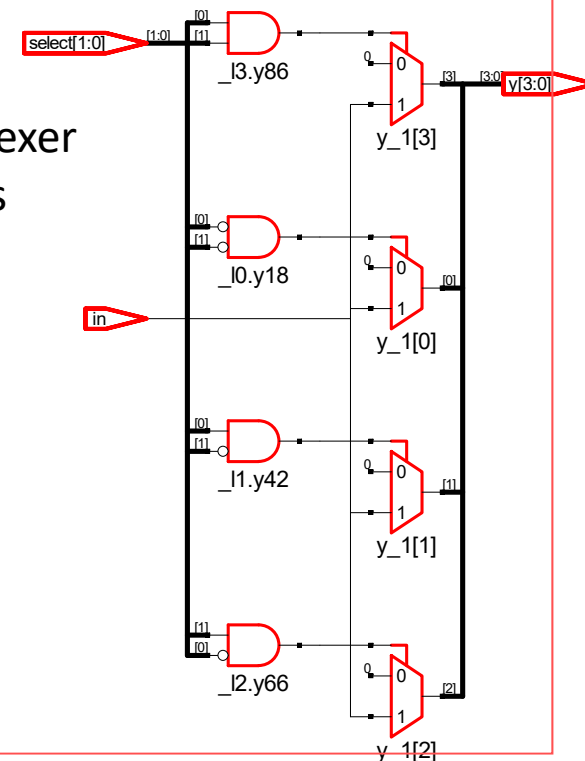 exer
s
select[1:0]
[1:0]
[0]
[1]
_l3.y86
0
0
1
y_1[3]
[3]
[3:0]
y[3:0]
[0]
[1]
_l0.y18
0
0
1
y_1[0]
[0]
in
[0]
[1]
_l1.y42
0
0
1
y_1[1]
[1]
[1]
[0]
_l2.y66
0
0
1
y_1[2]
[2]